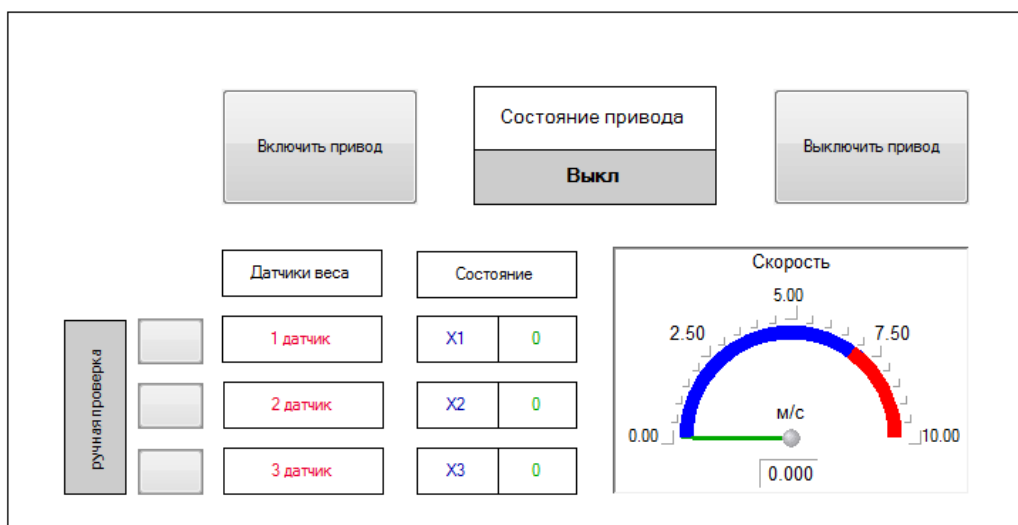 Включить привод
Состояние привода
Выкл
Выключить привод
Датчики веса
Состояние
ручная проверка
1 датчик
X1
0
2 датчик
X2
0
3 датчик
X3
0
Скорость
5.00
2.50
7.50
м/с
0.00
10.00
0.000